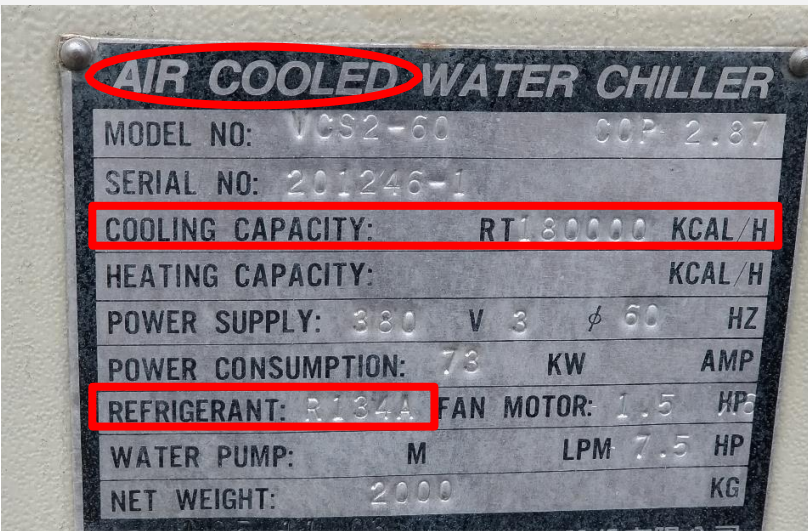 AIR COOLED WATER CHILLER
MODEL NO: VCS2-60 COP 2.87
SERIAL NO: 201246-1
COOLING CAPACITY: RT 180000 KCAL/H
HEATING CAPACITY: KCAL/H
POWER SUPPLY: 380 V 3 ϕ 60 HZ
POWER CONSUMPTION: 73 KW AMP
REFRIGERANT: R134A FAN MOTOR: 1.5 HP
WATER PUMP: M LPM 7.5 HP
NET WEIGHT: 2000 KG